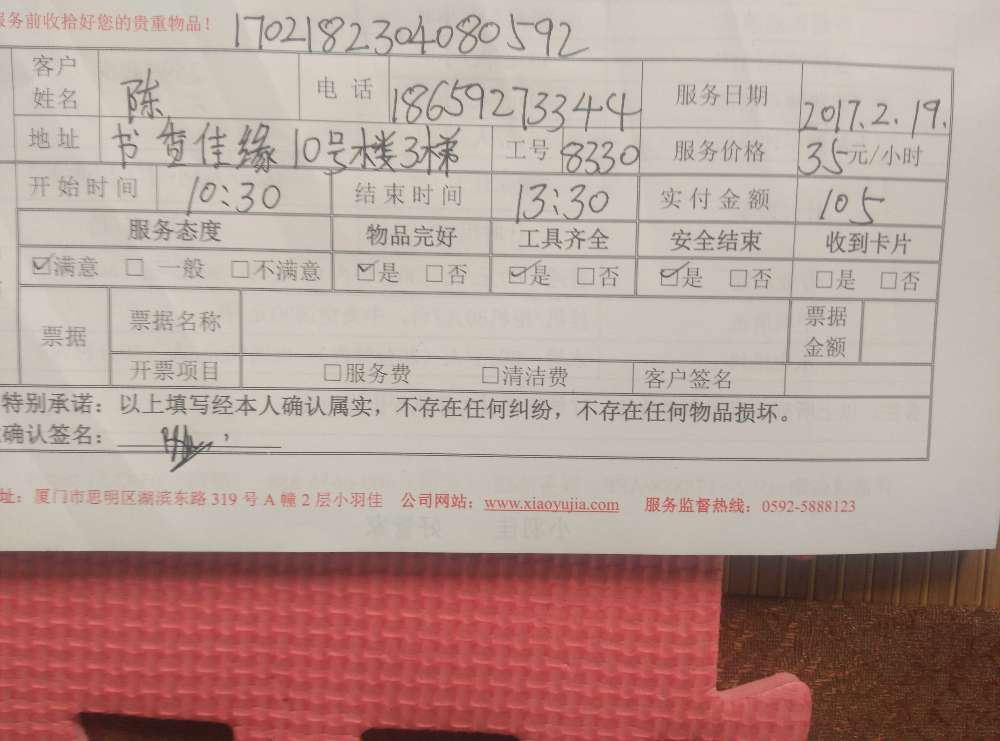 服务前收拾好您的贵重物品！ 1702182304080592
客户姓名 陈 电话 18659273344 服务日期 2017.2.19.
地址 书香佳缘10号楼3梯 工号 8330 服务价格 35元/小时
开始时间 10:30 结束时间 13:30 实付金额 105
服务态度 物品完好 工具齐全 安全结束 收到卡片
☑满意 □一般 □不满意 ☑是 □否 ☑是 □否 ☑是 □否 □是 □否
票据 票据名称 票据金额
开票项目 □服务费 □清洁费 客户签名
特别承诺：以上填写经本人确认属实，不存在任何纠纷，不存在任何物品损坏。
确认签名：
址：厦门市思明区湖滨东路319号A幢2层小羽佳 公司网站：www.xiaoyujia.com 服务监督热线：0592-5888123